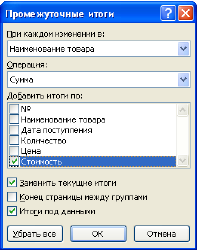 Промежуточные итоги
При каждом изменении в:
Наименование товара
Операция:
Сумма
Добавить итоги по:
№
Наименование товара
Дата поступления
Количество
Цена
Стоимость
Заменить текущие итоги
Конец страницы между группами
Итоги под данными
Убрать все
ОК
Отмена